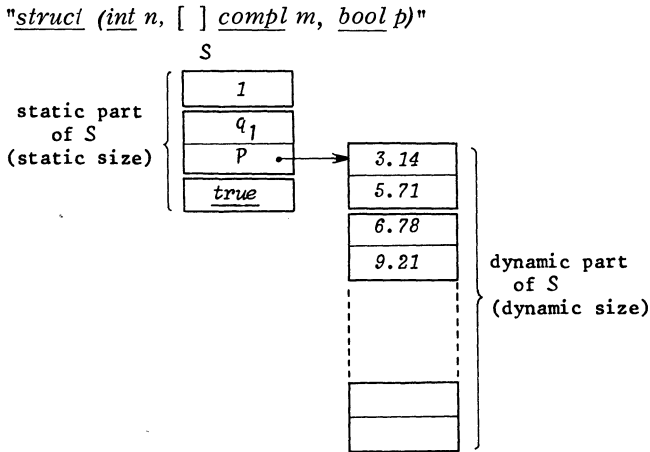 "struct (int n, [ ] compl m, bool p)"
S
static part
of S
(static size)
1
q1
P
true
3.14
5.71
6.78
9.21
dynamic part
of S
(dynamic size)